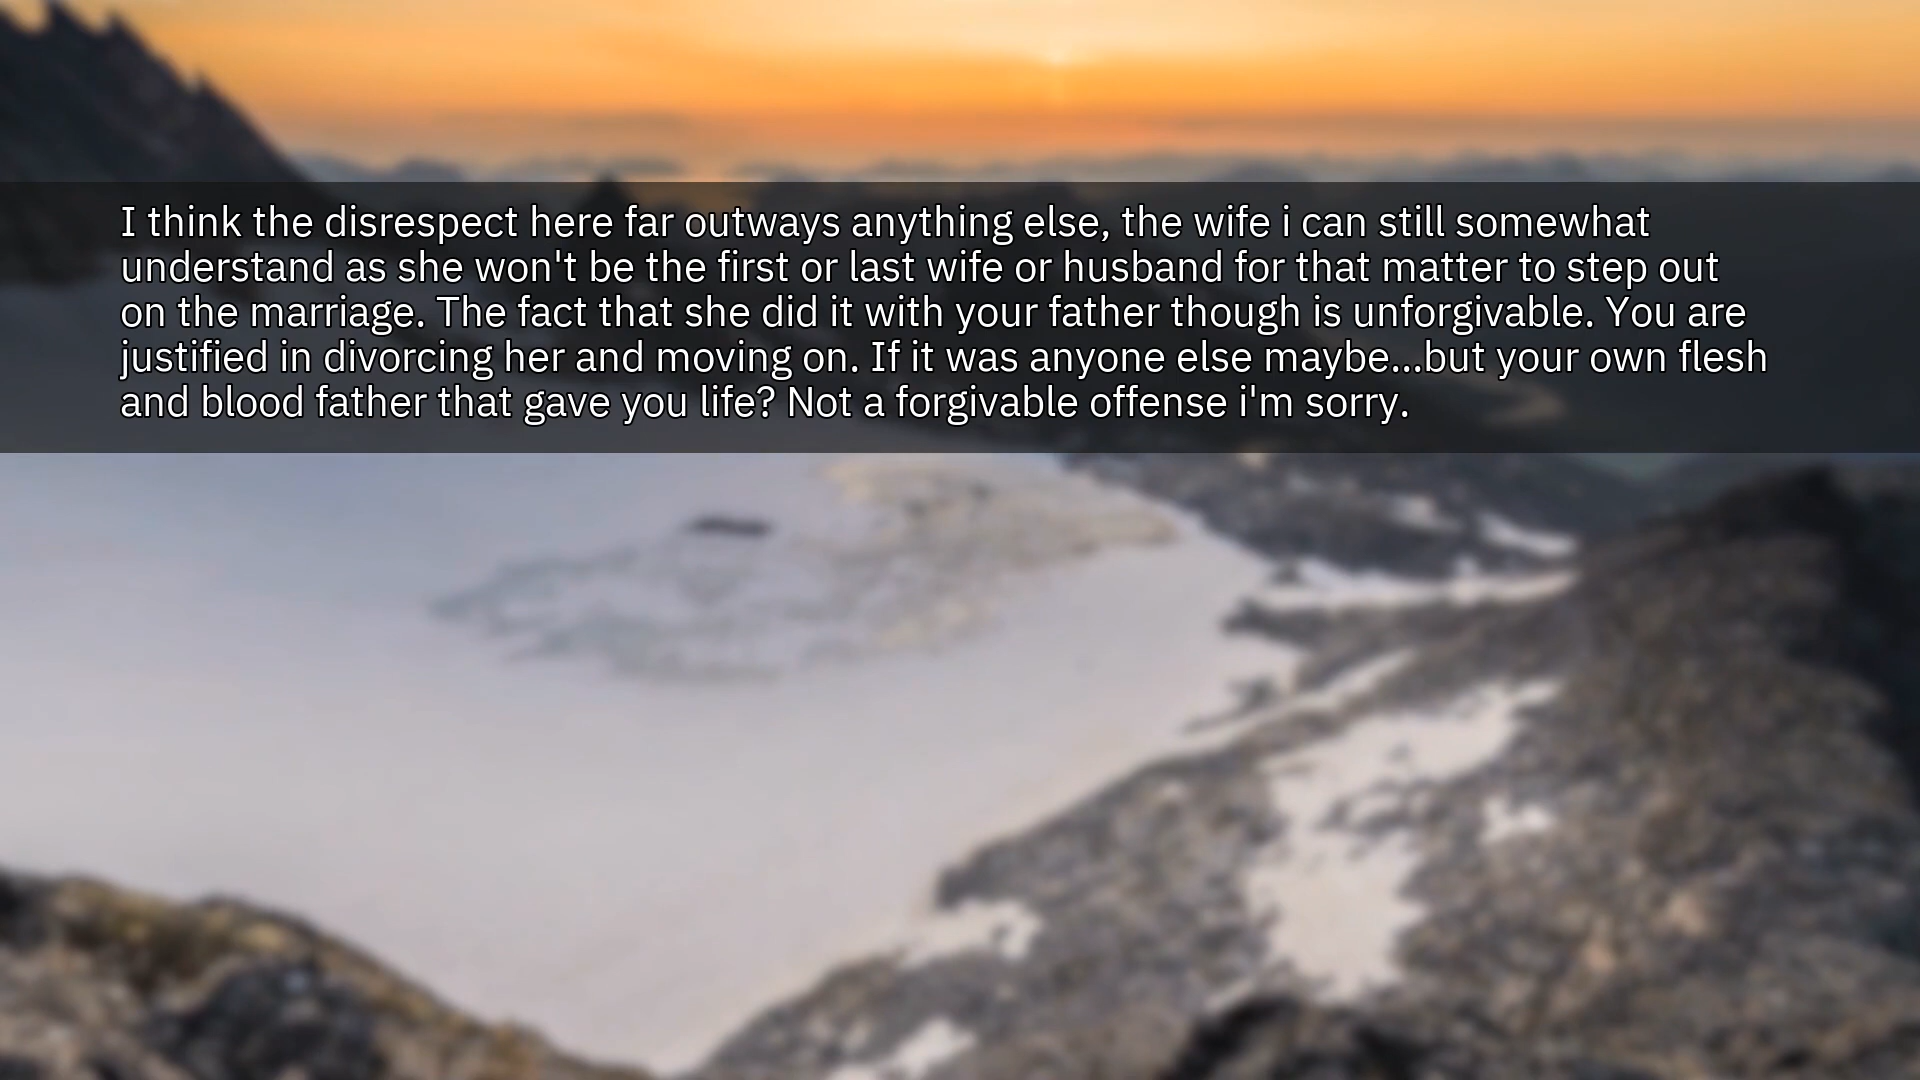 I think the disrespect here far outways anything else, the wife i can still somewhat
understand as she won't be the first or last wife or husband for that matter to step out
on the marriage. The fact that she did it with your father though is unforgivable. You are
justified in divorcing her and moving on. If it was anyone else maybe...but your own flesh
and blood father that gave you life? Not a forgivable offense i'm sorry.